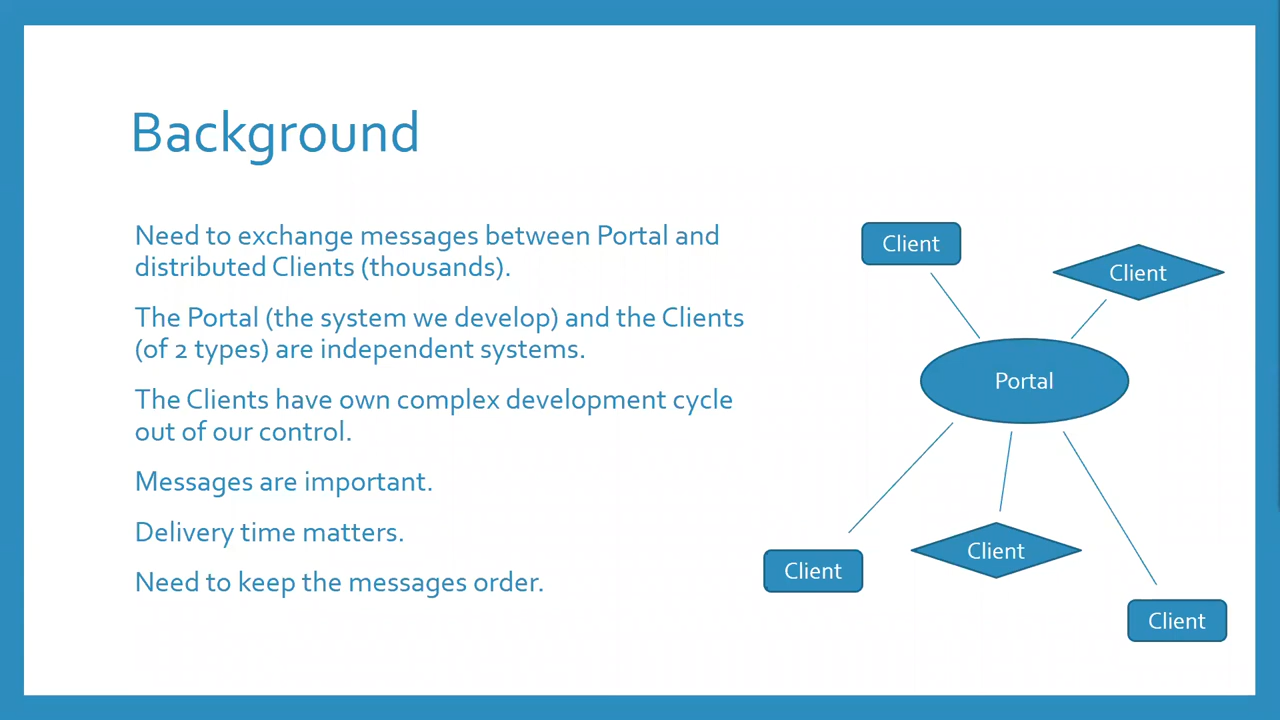 Background
Need to exchange messages between Portal and
distributed Clients (thousands).
The Portal (the system we develop) and the Clients
(of 2 types) are independent systems.
The Clients have own complex development cycle
out of our control.
Messages are important.
Delivery time matters.
Need to keep the messages order.
Client
Client
Portal
Client
Client
Client